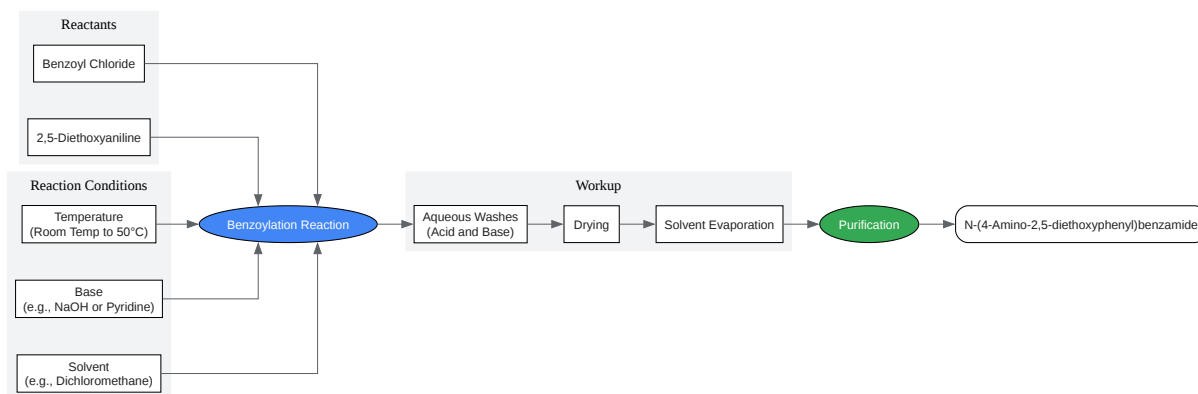 Reactants
Benzoyl Chloride
2,5-Diethoxyaniline
Reaction Conditions
Temperature
(Room Temp to 50°C)
Base
(e.g., NaOH or Pyridine)
Solvent
(e.g., Dichloromethane)
Benzoylation Reaction
Workup
Aqueous Washes
(Acid and Base)
Drying
Solvent Evaporation
Purification
N-(4-Amino-2,5-diethoxyphenyl)benzamide